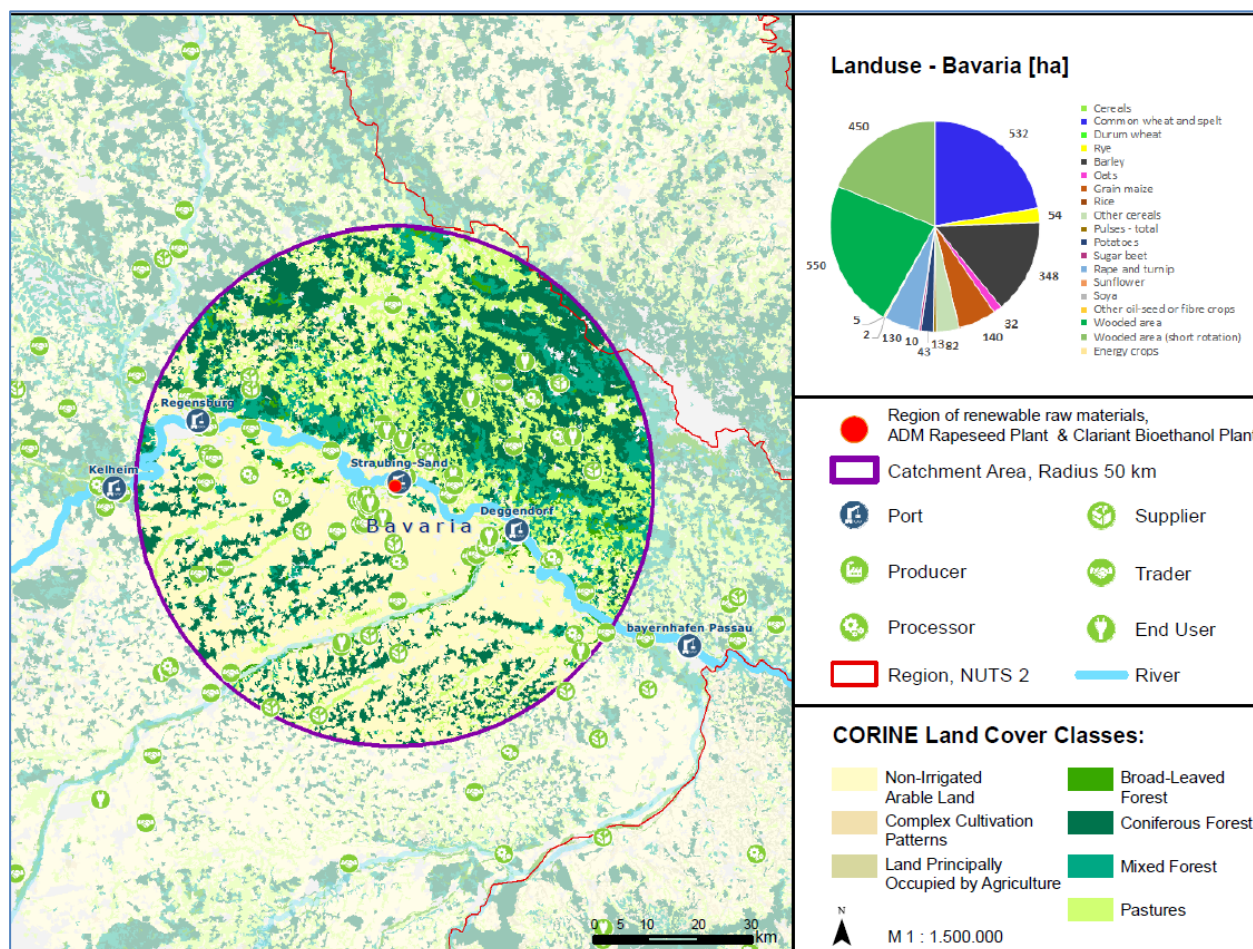 Regensburg
Kelheim
Straubing-Sand
Deggendorf
Bavaria
bayernhafen Passau
0 5 10 20 30
km
Landuse - Bavaria [ha]
450
532
54
348
32
140
82
13
43
10
130
2
5
550
Cereals
Common wheat and spelt
Durum wheat
Rye
Barley
Oats
Grain maize
Rice
Other cereals
Pulses - total
Potatoes
Sugar beet
Rape and turnip
Sunflower
Soya
Other oil-seed or fibre crops
Wooded area
Wooded area (short rotation)
Energy crops
Region of renewable raw materials,
ADM Rapeseed Plant & Clariant Bioethanol Plant
Catchment Area, Radius 50 km
Port
Supplier
Producer
Trader
Processor
End User
Region, NUTS 2
River
CORINE Land Cover Classes:
Non-Irrigated
Arable Land
Broad-Leaved
Forest
Complex Cultivation
Patterns
Coniferous Forest
Land Principally
Occupied by Agriculture
Mixed Forest
Pastures
N
M 1 : 1.500.000